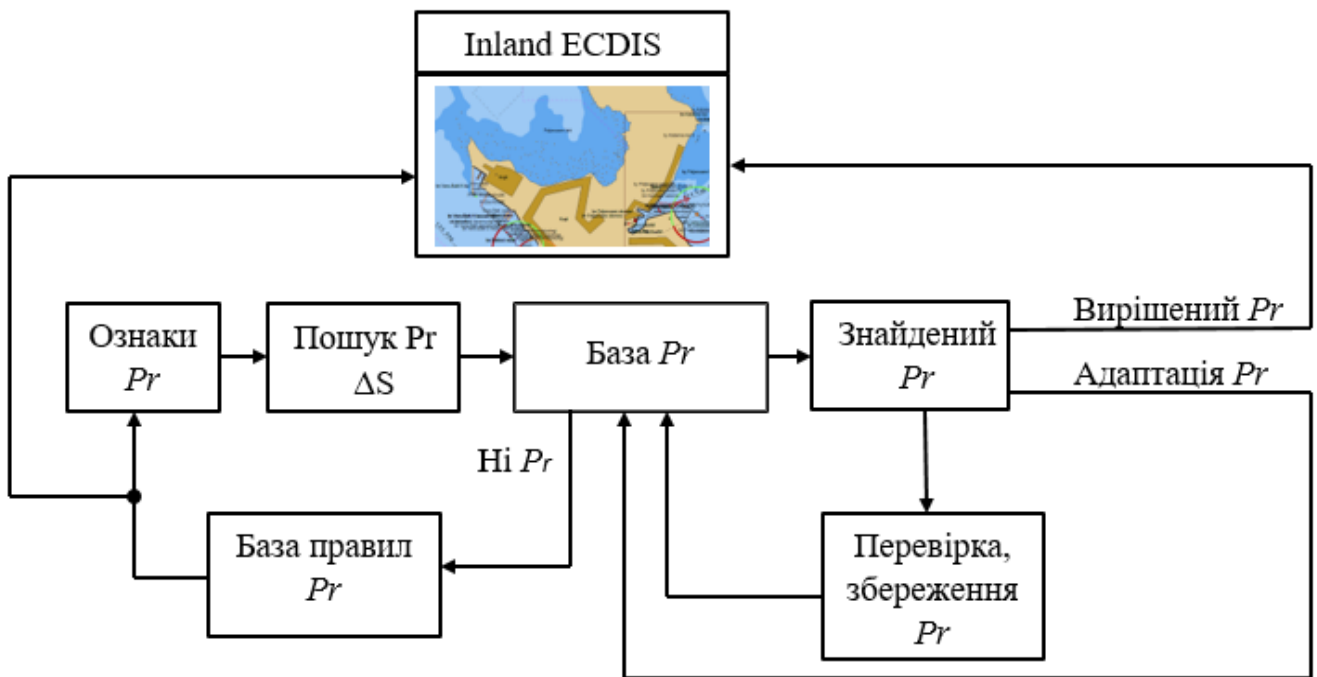 Inland ECDIS
Ознаки
Pr
Пошук Pr
ΔS
База Pr
Знайдений
Pr
Вирішений Pr
Адаптація Pr
Ні Pr
База правил
Pr
Перевірка,
збереження
Pr